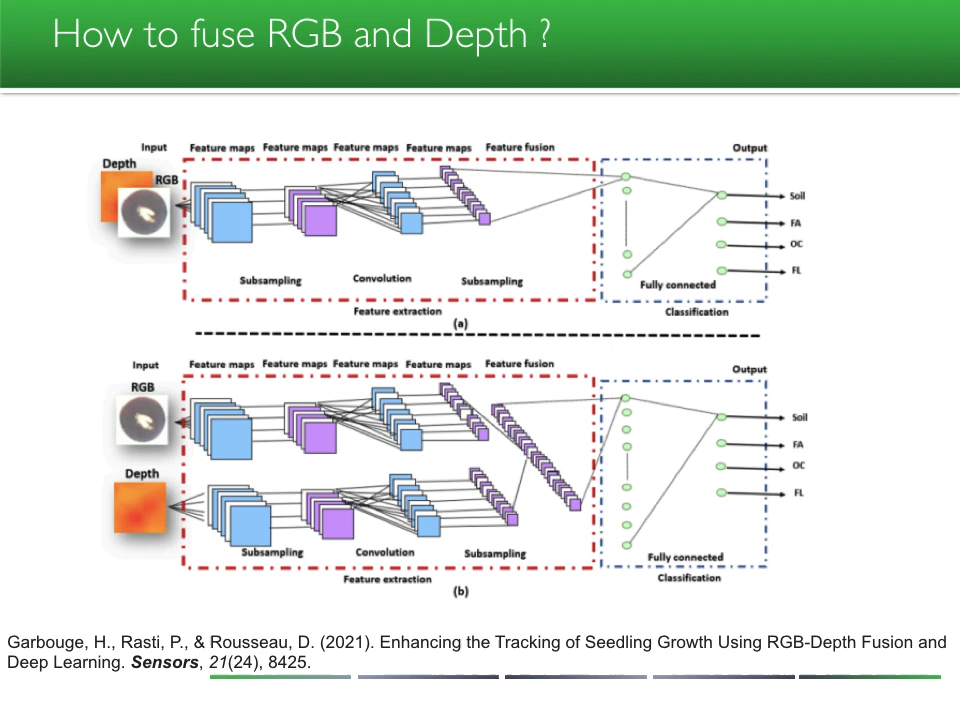 How to fuse RGB and Depth ?
Input Feature maps Feature maps Feature maps Feature maps Feature fusion Output
Depth
RGB
Soil
FA
OC
FL
Subsampling Convolution Subsampling Fully connected
Feature extraction Classification
(a)
Input Feature maps Feature maps Feature maps Feature maps Feature fusion Output
RGB
Soil
FA
OC
FL
Depth
Subsampling Convolution Subsampling Fully connected
Feature extraction Classification
(b)
Garbouge, H., Rasti, P., & Rousseau, D. (2021). Enhancing the Tracking of Seedling Growth Using RGB-Depth Fusion and
Deep Learning. Sensors, 21(24), 8425.